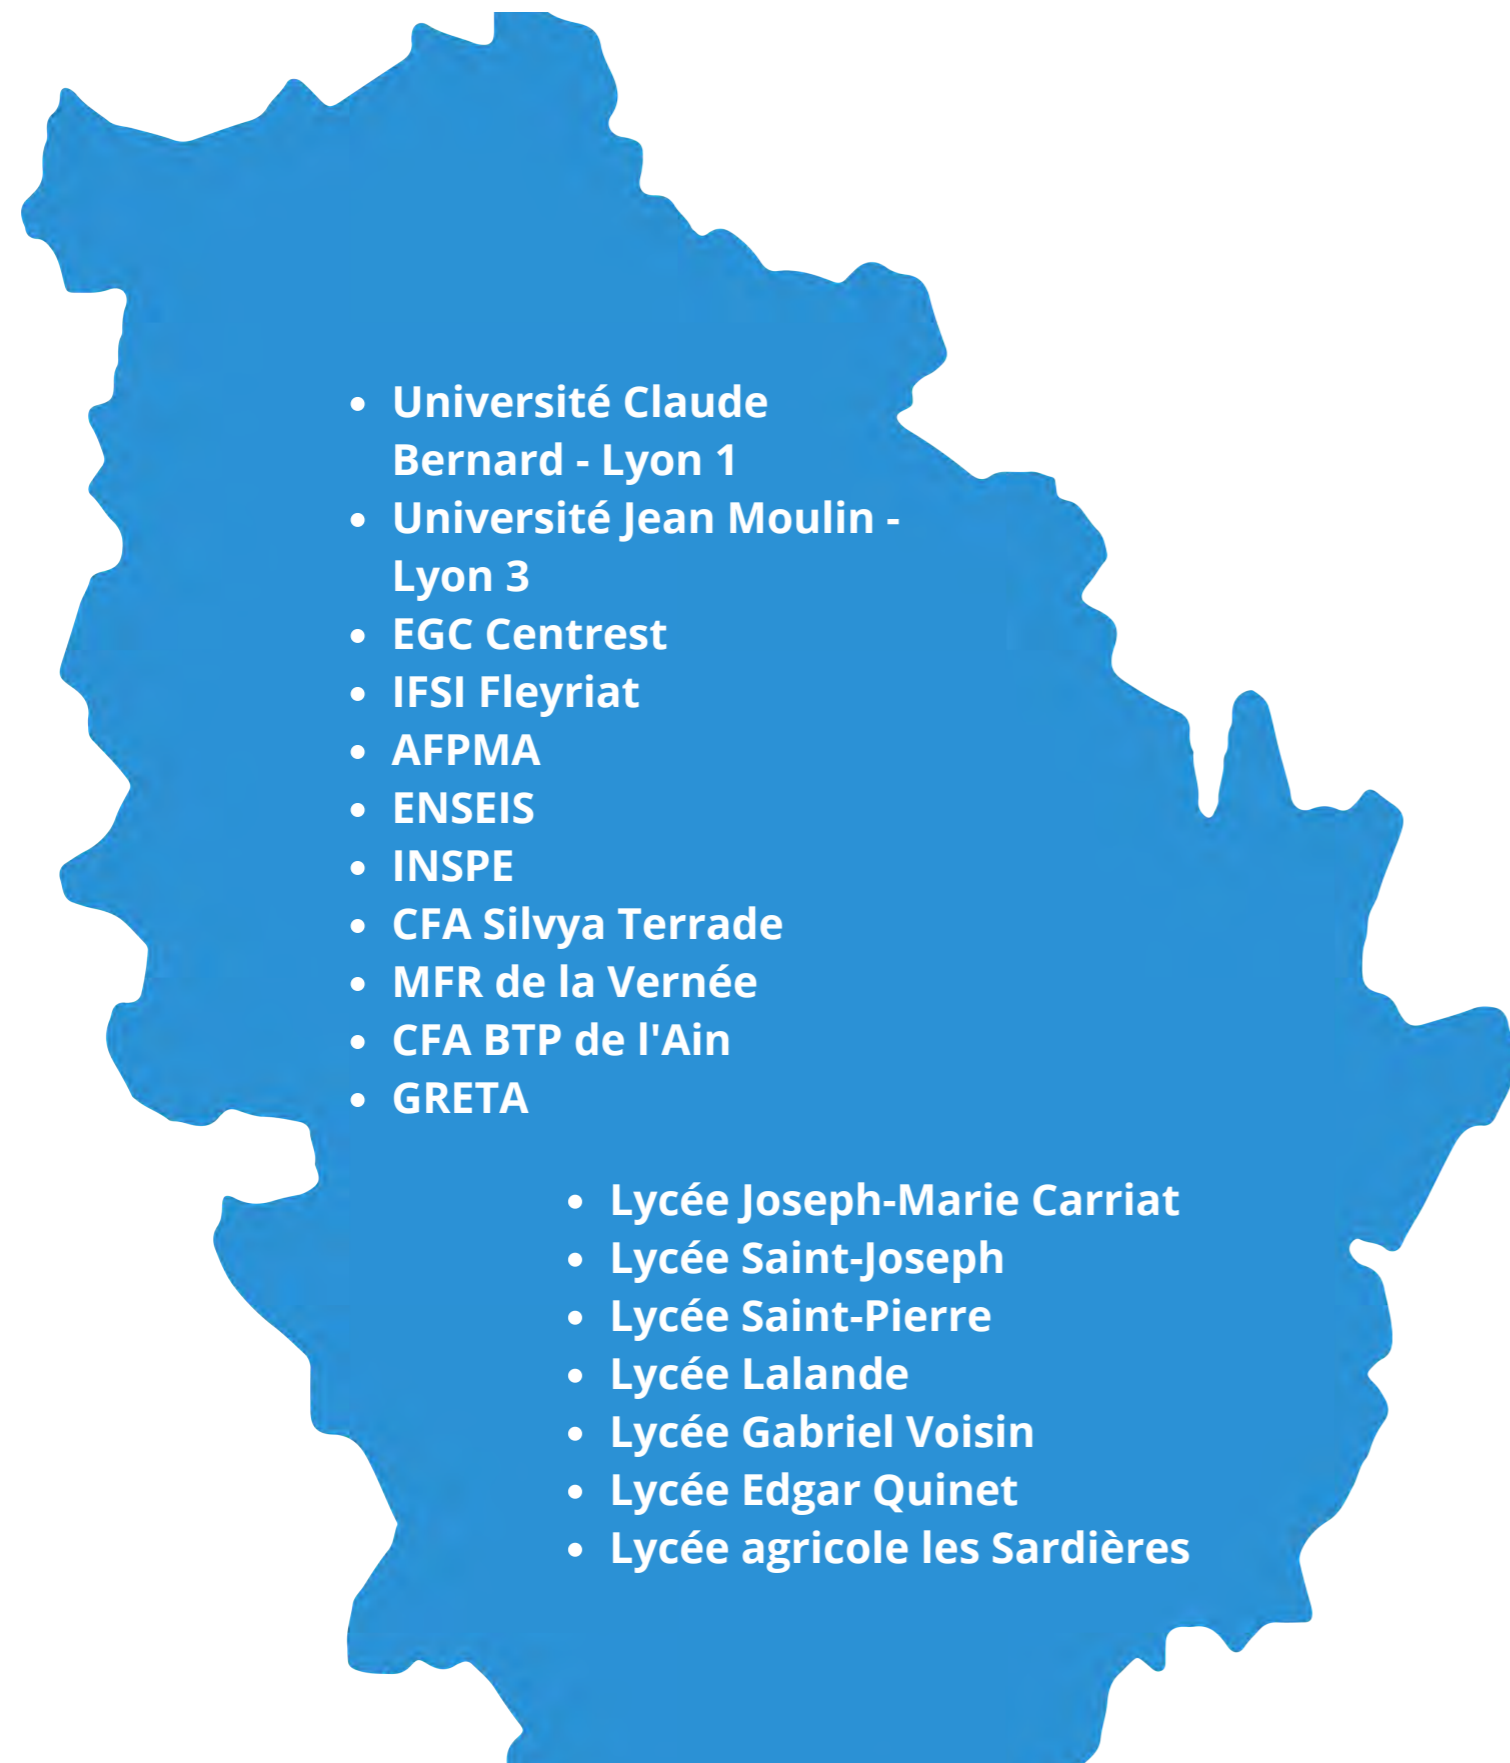 • Université Claude
Bernard - Lyon 1
• Université Jean Moulin -
Lyon 3
• EGC Centrest
• IFSI Fleyriat
• AFPMA
• ENSEIS
• INSPE
• CFA Silvya Terrade
• MFR de la Vernée
• CFA BTP de l'Ain
• GRETA
• Lycée Joseph-Marie Carriat
• Lycée Saint-Joseph
• Lycée Saint-Pierre
• Lycée Lalande
• Lycée Gabriel Voisin
• Lycée Edgar Quinet
• Lycée agricole les Sardières